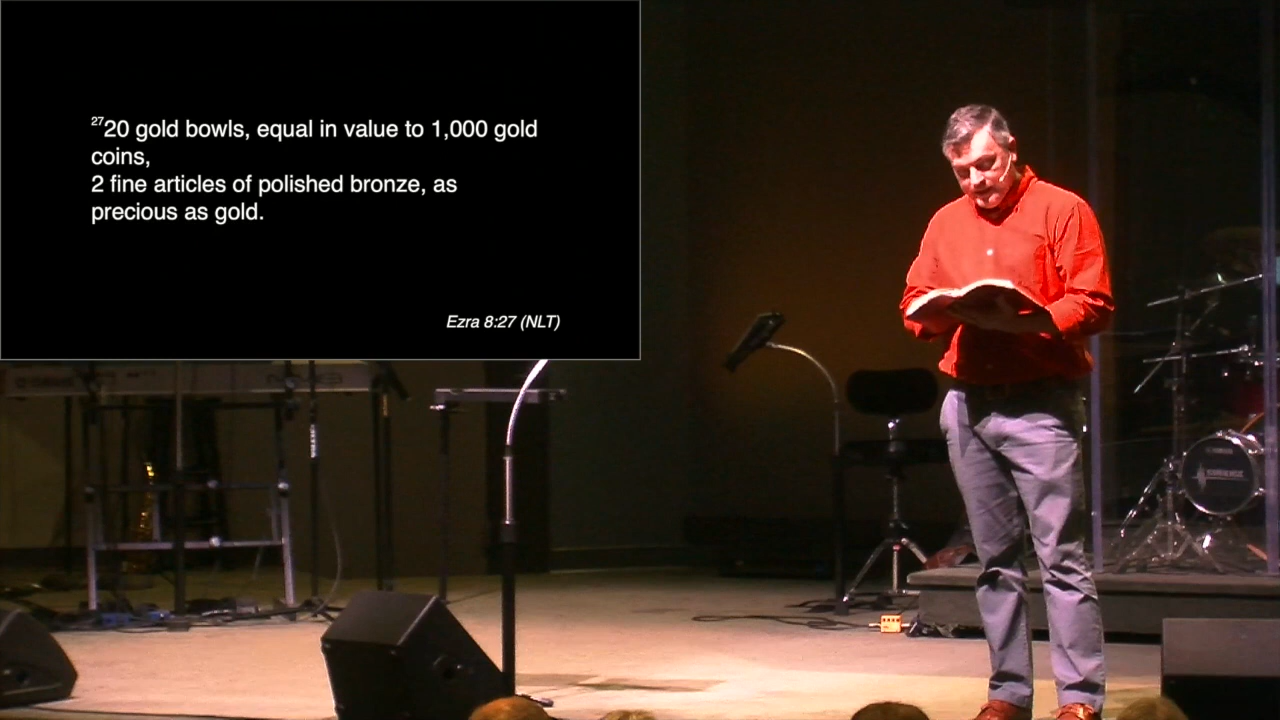 ²⁷20 gold bowls, equal in value to 1,000 gold
coins,
2 fine articles of polished bronze, as
precious as gold.
Ezra 8:27 (NLT)